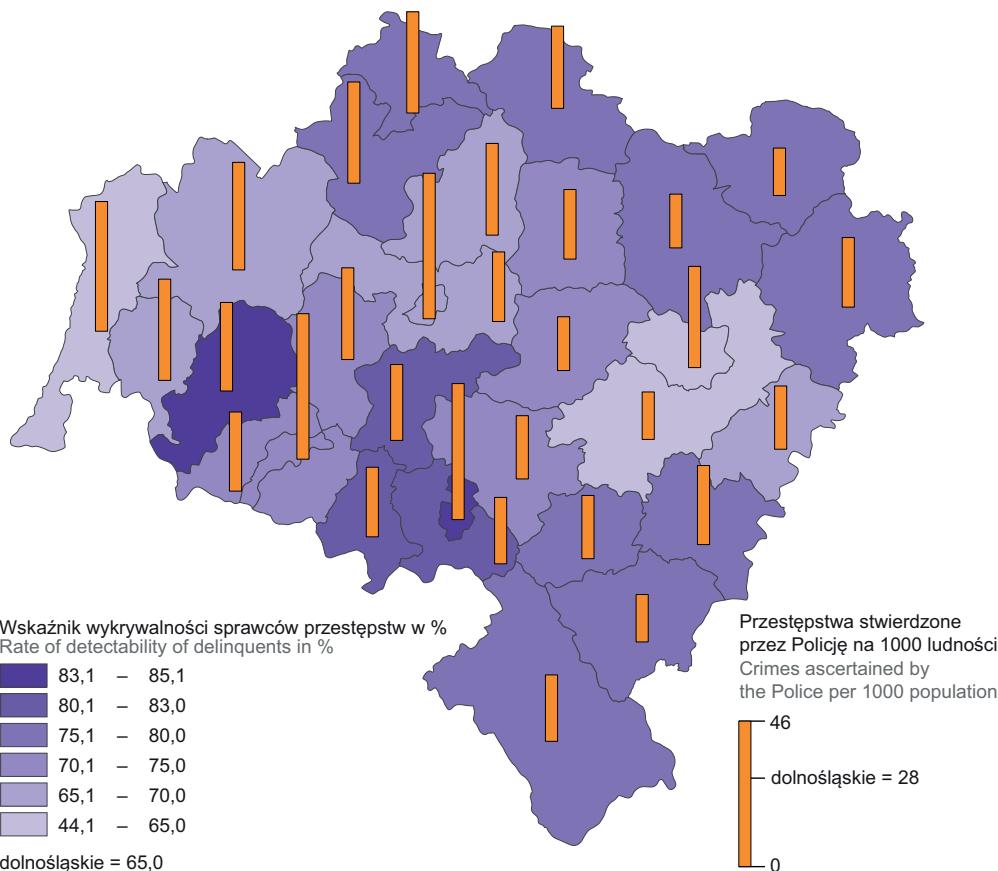 Wskaźnik wykrywalności sprawców przestępstw w %
Rate of detectability of delinquents in %
83,1 – 85,1
80,1 – 83,0
75,1 – 80,0
70,1 – 75,0
65,1 – 70,0
44,1 – 65,0
dolnośląskie = 65,0
Przestępstwa stwierdzone
przez Policję na 1000 ludności
Crimes ascertained by
the Police per 1000 population
46
dolnośląskie = 28
0